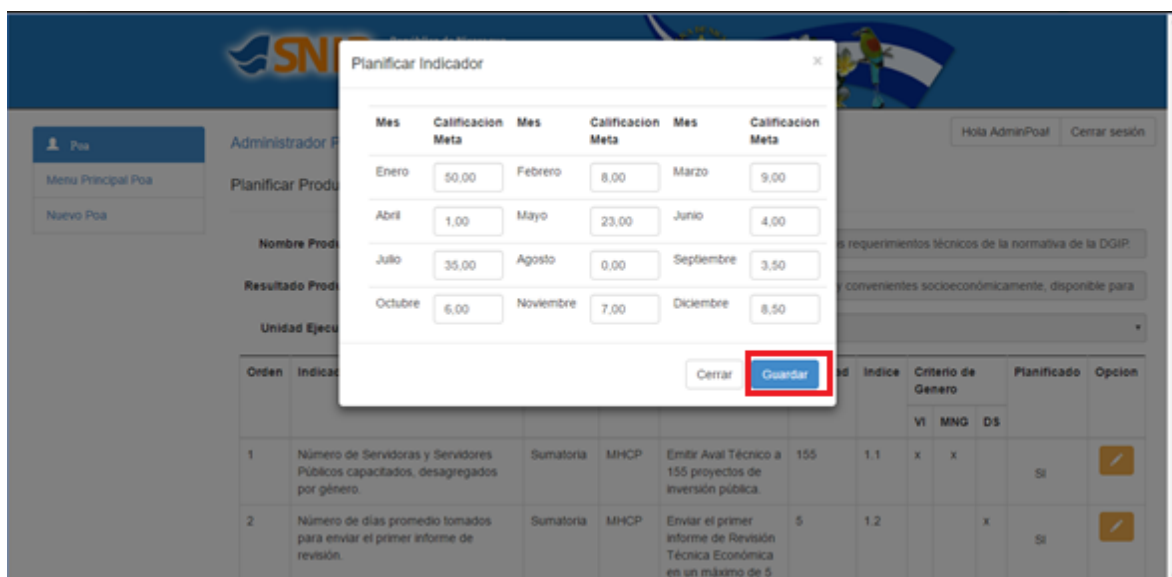 SNI
Planificar Indicador
×
Mes Calificacion Meta Mes Calificacion Meta Mes Calificacion Meta
Enero 50,00 Febrero 8,00 Marzo 9,00
Abril 1,00 Mayo 23,00 Junio 4,00
Julio 35,00 Agosto 0,00 Septiembre 3,50
Octubre 6,00 Noviembre 7,00 Diciembre 8,50
Cerrar Guardar
Poa
Menu Principal Poa
Nuevo Poa
Administrador P
Hola AdminPoa! Cerrar sesión
Planificar Produ
Nombre Produ
requerimientos técnicos de la normativa de la DGIP.
Resultado Produ
y convenientes socioeconómicamente, disponible para
Unidad Ejecu
Orden Indicad ad Indice Criterio de Genero Planificado Opcion
VI MNG DS
1 Número de Servidoras y Servidores Sumatoria MHCP Emitir Aval Técnico a 155 1.1 x x SI
Públicos capacitados, desagregados 155 proyectos de
por género. inversión pública.
2 Número de días promedio tomados Sumatoria MHCP Enviar el primer 5 1.2 x SI
para enviar el primer informe de informe de Revisión
revisión. Técnica Económica
en un máximo de 5